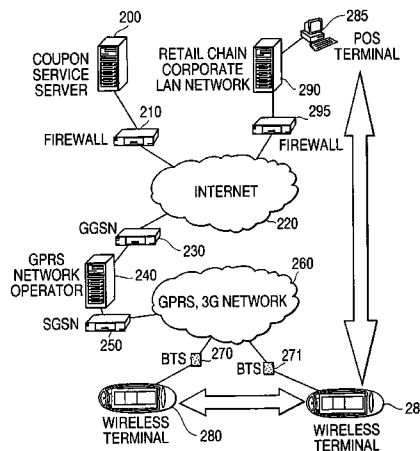 200
285
COUPON
SERVICE
SERVER
RETAIL CHAIN
CORPORATE
LAN NETWORK
POS
TERMINAL
290
210
295
FIREWALL
FIREWALL
INTERNET
220
GGSN
230
240
260
GPRS
NETWORK
OPERATOR
GPRS, 3G NETWORK
SGSN
250
BTS
270
271
BTS
WIRELESS
TERMINAL
280
WIRELESS
TERMINAL